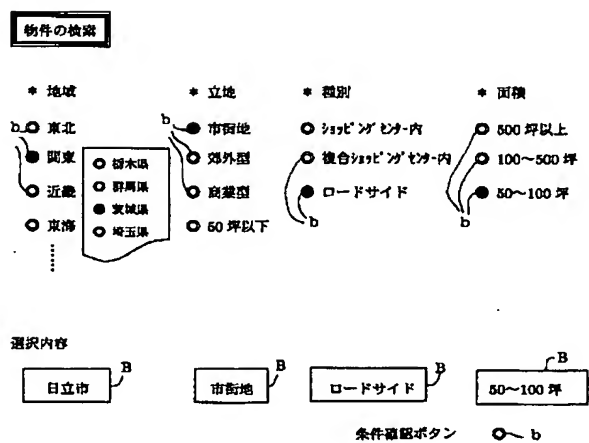 物件の検索
* 地域 * 立地 * 種別 * 面積
b 東北 b 市街地 ショッピングセンター内 500 坪以上
関東 栃木県 郊外型 複合ショッピングセンター内 100～500 坪
群馬県
近畿 茨城県 商業型 ロードサイド 50～100 坪
東海 埼玉県 50 坪以下 b b
選択内容
日立市 B 市街地 B ロードサイド B 50～100 坪 B
条件確認ボタン b